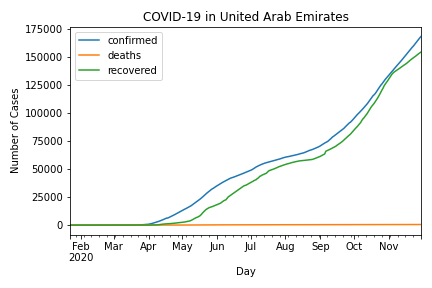 COVID-19 in United Arab Emirates
confirmed
deaths
recovered
175000
150000
125000
100000
75000
50000
25000
0
Number of Cases
Feb Mar Apr May Jun Jul Aug Sep Oct Nov
2020
Day